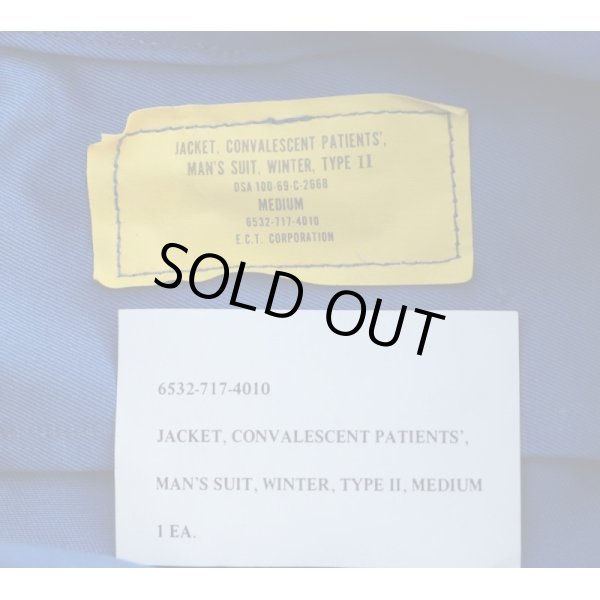 JACKET, CONVALESCENT PATIENTS',
MAN'S SUIT, WINTER, TYPE II
DSA 100-69-C-2668
MEDIUM
6532-717-4010
E.C.T. CORPORATION
SOLD OUT
6532-717-4010
JACKET, CONVALESCENT PATIENTS',
MAN'S SUIT, WINTER, TYPE II, MEDIUM
1 EA.